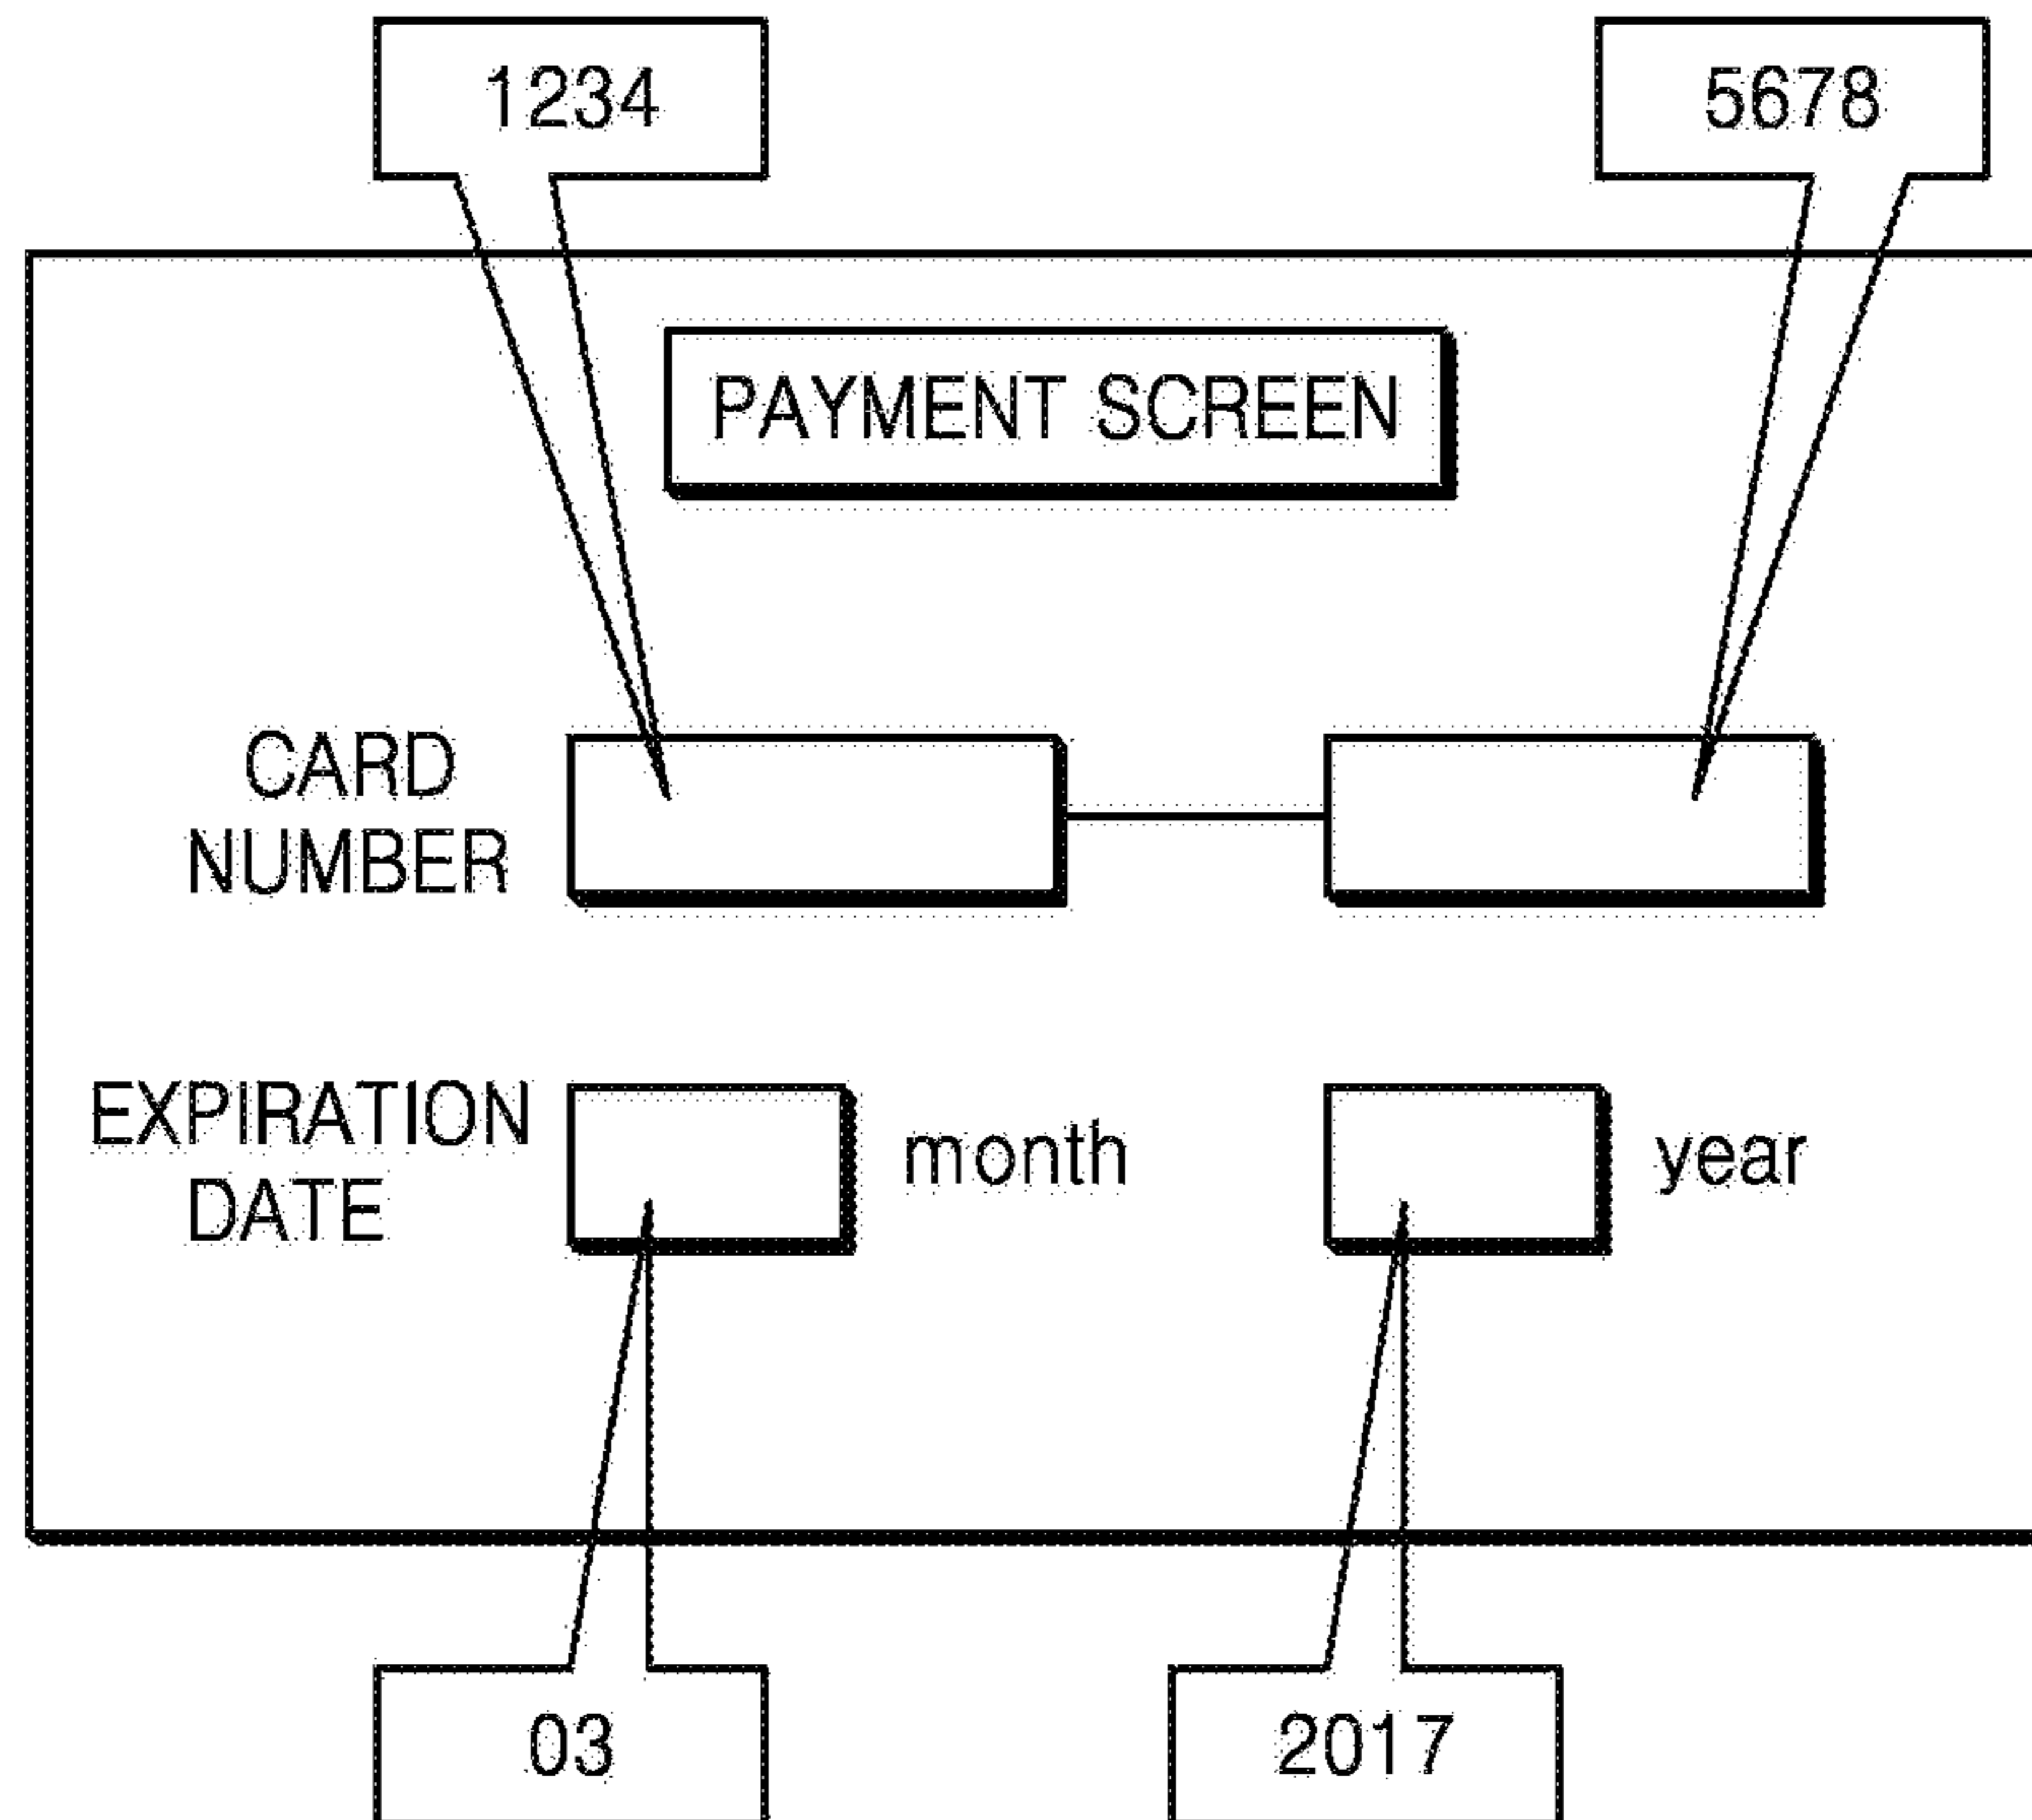 1234
5678
PAYMENT SCREEN
CARD
NUMBER
EXPIRATION
DATE
month
year
03
2017